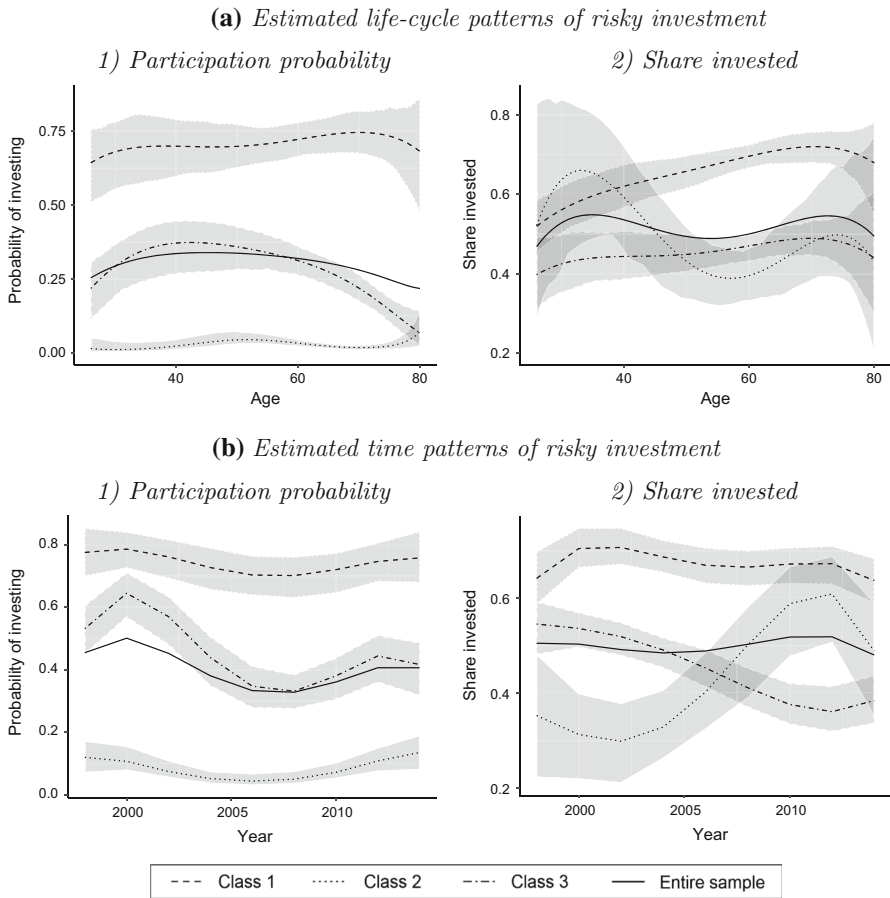 (a) Estimated life-cycle patterns of risky investment
1) Participation probability
2) Share invested
Probability of investing
0.75
0.50
0.25
0.00
40
60
80
Age
Share invested
0.8
0.6
0.4
0.2
40
60
80
Age
(b) Estimated time patterns of risky investment
1) Participation probability
2) Share invested
Probability of investing
0.8
0.6
0.4
0.2
0.0
2000
2005
2010
Year
Share invested
0.6
0.4
0.2
2000
2005
2010
Year
Class 1
Class 2
Class 3
Entire sample